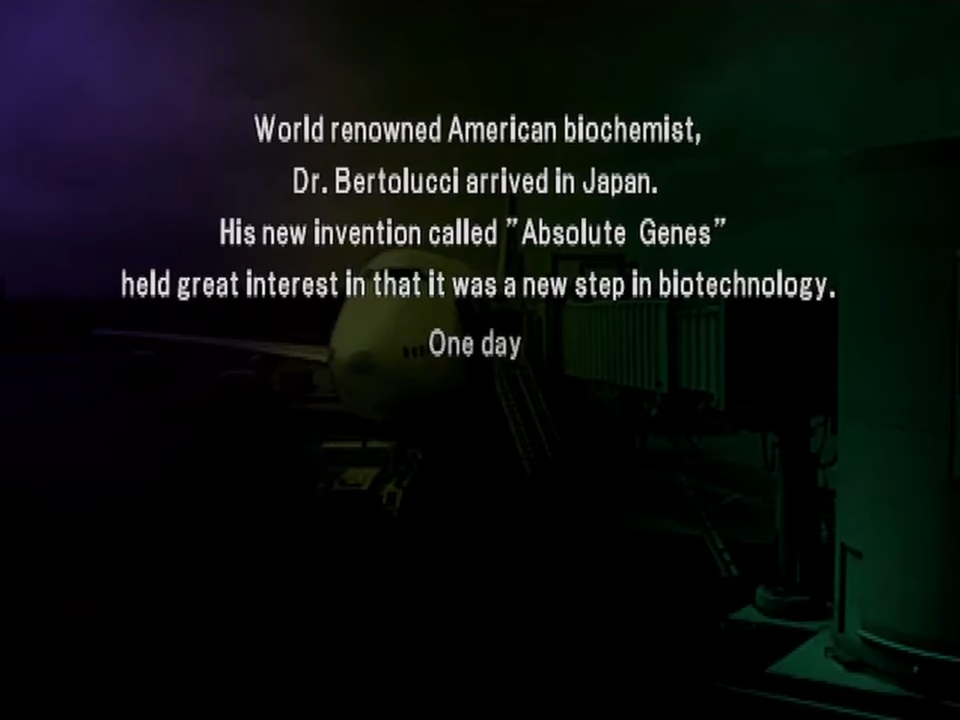 World renowned American biochemist,
Dr. Bertolucci arrived in Japan.
His new invention called "Absolute Genes"
held great interest in that it was a new step in biotechnology.
One day